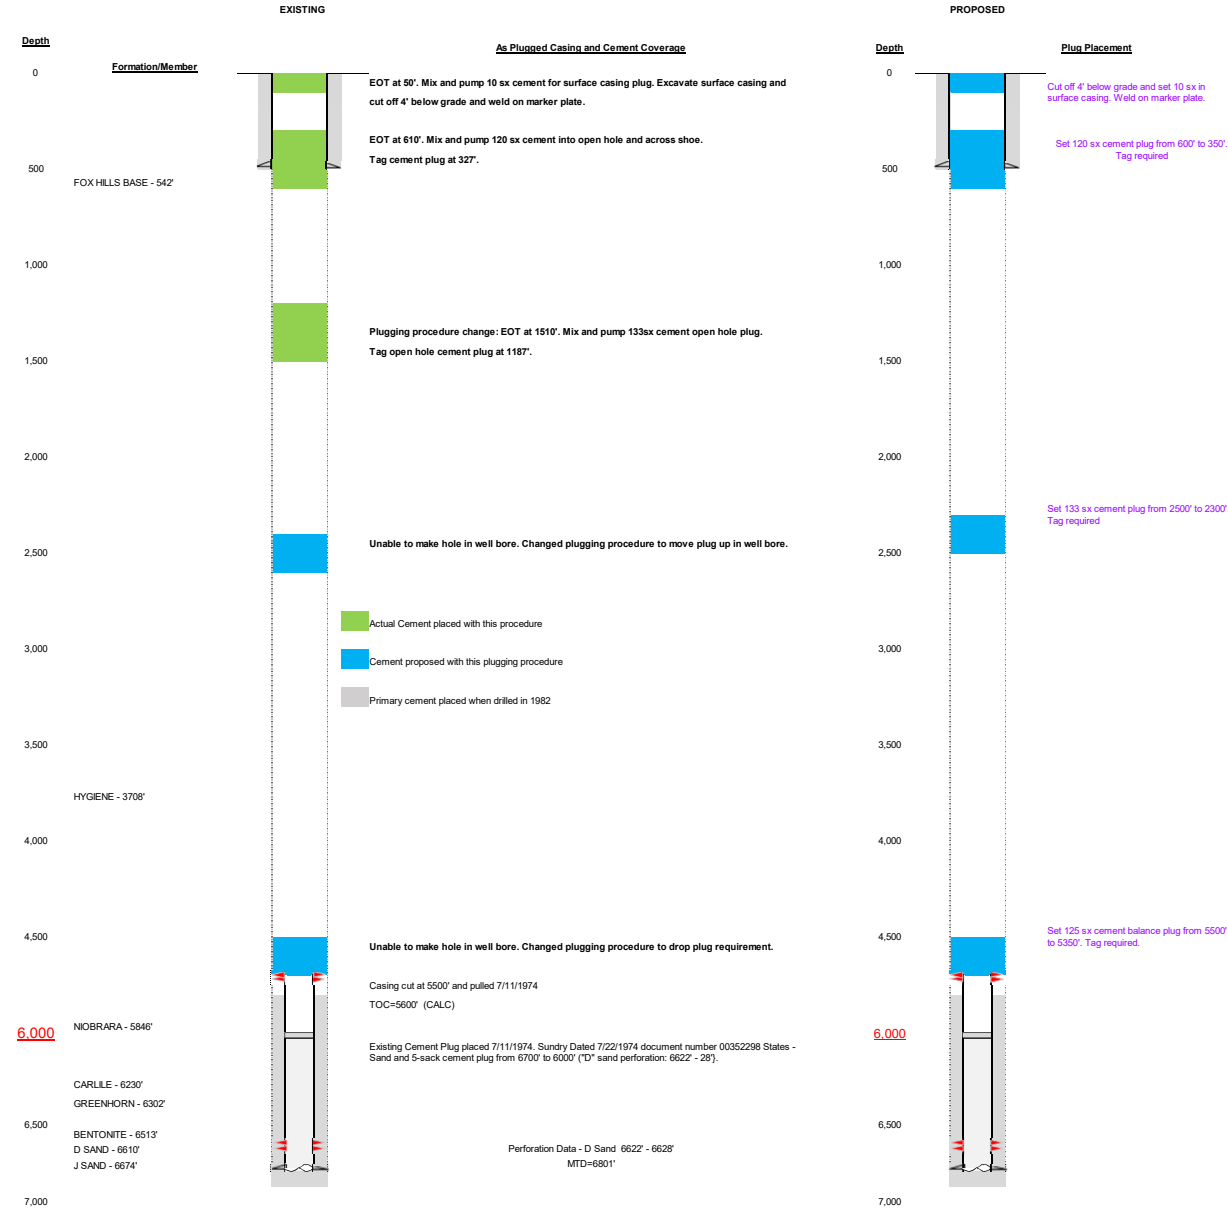 EXISTING
PROPOSED
Depth
As Plugged Casing and Cement Coverage
Depth
Plug Placement
Formation/Member
0
0
EOT at 50'. Mix and pump 10 sx cement for surface casing plug. Excavate surface casing and
cut off 4' below grade and weld on marker plate.
Cut off 4' below grade and set 10 sx in
surface casing. Weld on marker plate.
EOT at 610'. Mix and pump 120 sx cement into open hole and across shoe.
Tag cement plug at 327'.
Set 120 sx cement plug from 600' to 350'.
Tag required
500
500
FOX HILLS BASE - 542'
1,000
1,000
Plugging procedure change: EOT at 1510'. Mix and pump 133sx cement open hole plug.
Tag open hole cement plug at 1187'.
1,500
1,500
2,000
2,000
Set 133 sx cement plug from 2500' to 2300'
Tag required
Unable to make hole in well bore. Changed plugging procedure to move plug up in well bore.
2,500
2,500
Actual Cement placed with this procedure
3,000
3,000
Cement proposed with this plugging procedure
Primary cement placed when drilled in 1982
3,500
3,500
HYGIENE - 3708'
4,000
4,000
4,500
4,500
Set 125 sx cement balance plug from 5500'
to 5350'. Tag required.
Unable to make hole in well bore. Changed plugging procedure to drop plug requirement.
Casing cut at 5500' and pulled 7/11/1974
TOC=5600' (CALC)
NIOBRARA - 5846'
6,000
6,000
Existing Cement Plug placed 7/11/1974. Sundry Dated 7/22/1974 document number 00352298 States -
Sand and 5-sack cement plug from 6700' to 6000' ("D" sand perforation: 6622' - 28'}.
CARLILE - 6230'
GREENHORN - 6302'
6,500
6,500
BENTONITE - 6513'
D SAND - 6610'
Perforation Data - D Sand 6622' - 6628'
J SAND - 6674'
MTD=6801'
7,000
7,000